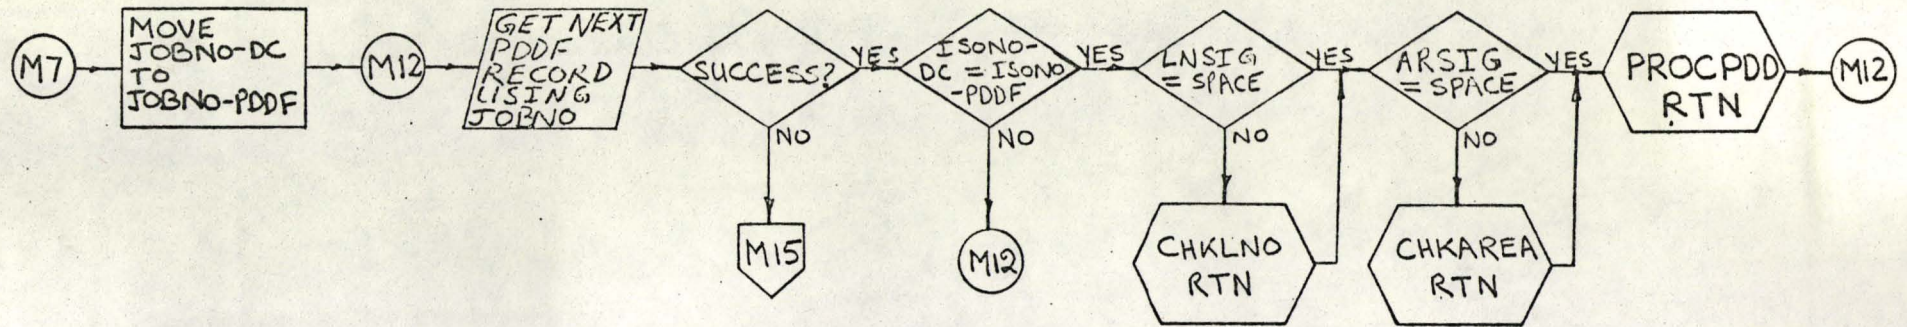 M7
MOVE
JOBNO-DC
TO
JOBNO-PDDF
M12
GET NEXT
PDDF
RECORD
USING
JOBNO
SUCCESS?
YES
NO
M15
ISONO-
DC = ISONO
-PDDF
YES
NO
M12
LNSIG
= SPACE
YES
NO
CHKLNO
RTN
ARSIG
= SPACE
YES
NO
CHKAREA
RTN
PROCPDD
RTN
M12